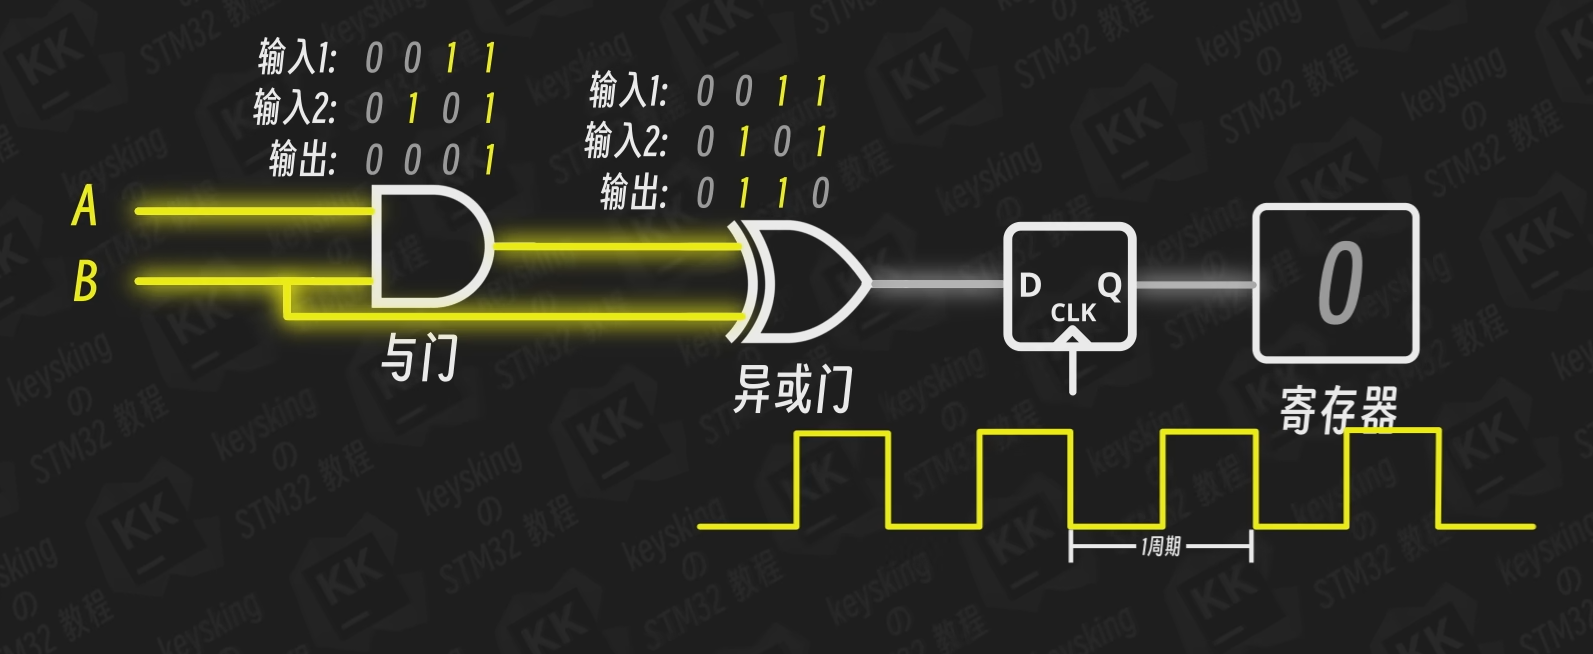 输入1: 0 0 1 1
输入2: 0 1 0 1
输出: 0 0 0 1
输入1: 0 0 1 1
输入2: 0 1 0 1
输出: 0 1 1 0
A
B
与门
异或门
D Q
CLK
0
寄存器
1周期
keysking
の
STM32 教程
KK